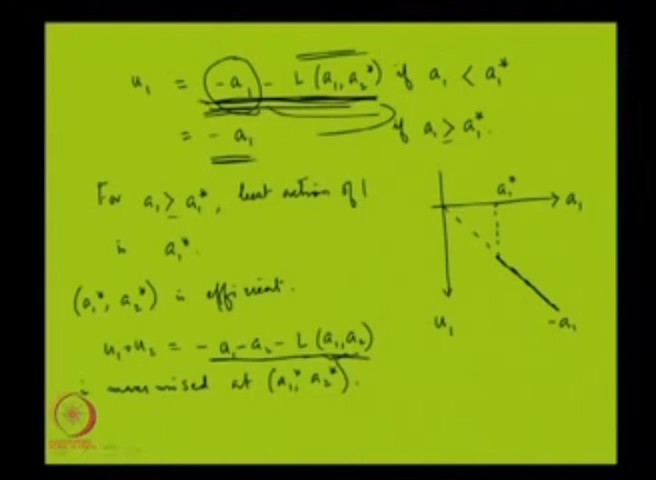 u₁ = -a₁ - L(a₁, a₂*) if a₁ < a₁*
= -a₁ if a₁ ≥ a₁*.
For a₁ ≥ a₁*, best action of 1
is a₁*.
(a₁*, a₂*) is efficient.
u₁+u₂ = -a₁-a₂-L(a₁,a₂)
is maximised at (a₁*, a₂*).
a₁*
a₁
u₁
-a₁